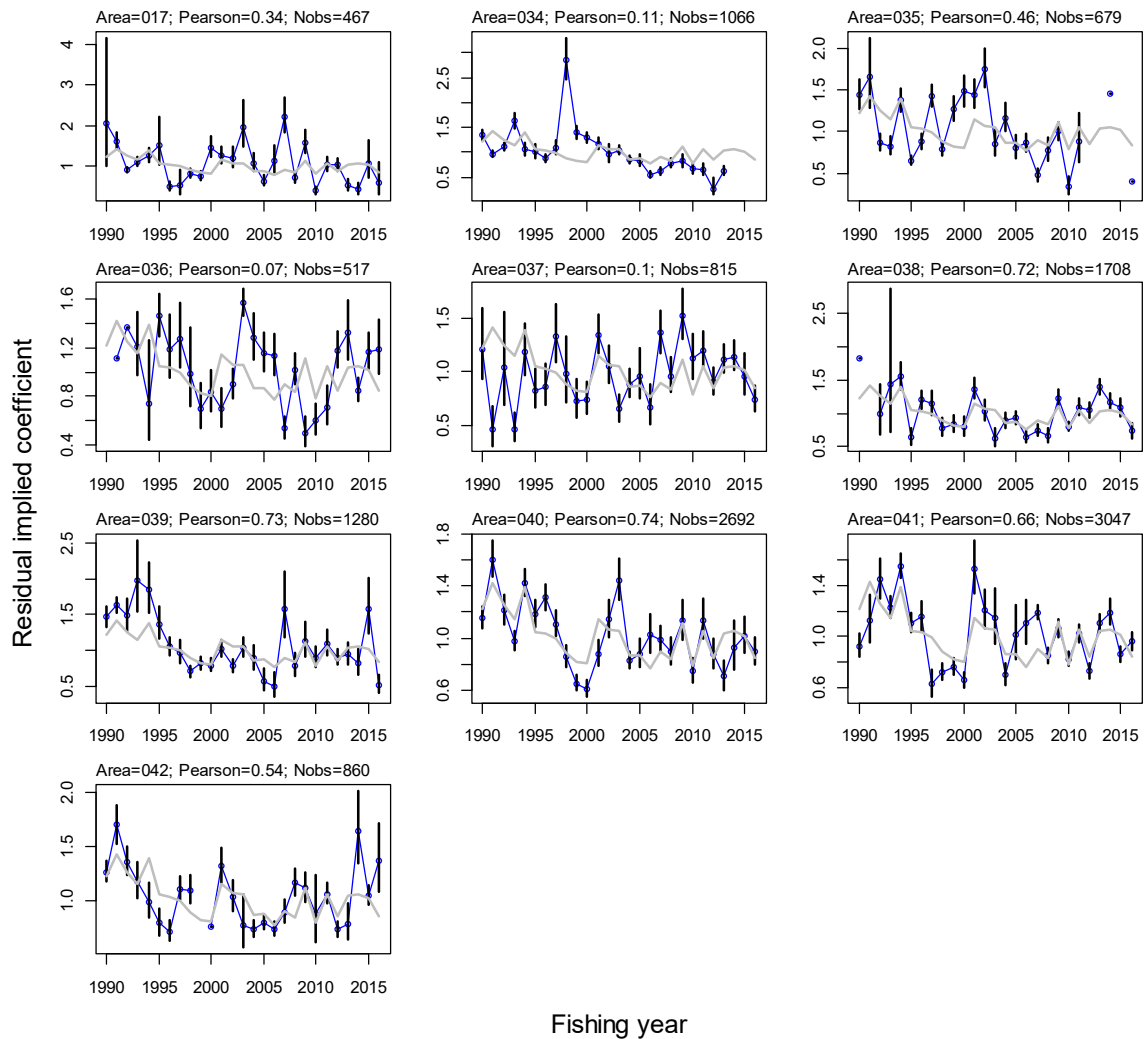 Area=017; Pearson=0.34; Nobs=467
1 2 3 4
1990 1995 2000 2005 2010 2015
Area=034; Pearson=0.11; Nobs=1066
0.5 1.5 2.5
1990 1995 2000 2005 2010 2015
Area=035; Pearson=0.46; Nobs=679
0.5 1.0 1.5 2.0
1990 1995 2000 2005 2010 2015
Area=036; Pearson=0.07; Nobs=517
0.4 0.8 1.2 1.6
1990 1995 2000 2005 2010 2015
Area=037; Pearson=0.1; Nobs=815
0.5 1.0 1.5
1990 1995 2000 2005 2010 2015
Area=038; Pearson=0.72; Nobs=1708
0.5 1.5 2.5
1990 1995 2000 2005 2010 2015
Area=039; Pearson=0.73; Nobs=1280
0.5 1.5 2.5
1990 1995 2000 2005 2010 2015
Area=040; Pearson=0.74; Nobs=2692
0.6 1.0 1.4 1.8
1990 1995 2000 2005 2010 2015
Area=041; Pearson=0.66; Nobs=3047
0.6 1.0 1.4
1990 1995 2000 2005 2010 2015
Area=042; Pearson=0.54; Nobs=860
1.0 1.5 2.0
1990 1995 2000 2005 2010 2015
Residual implied coefficient
Fishing year